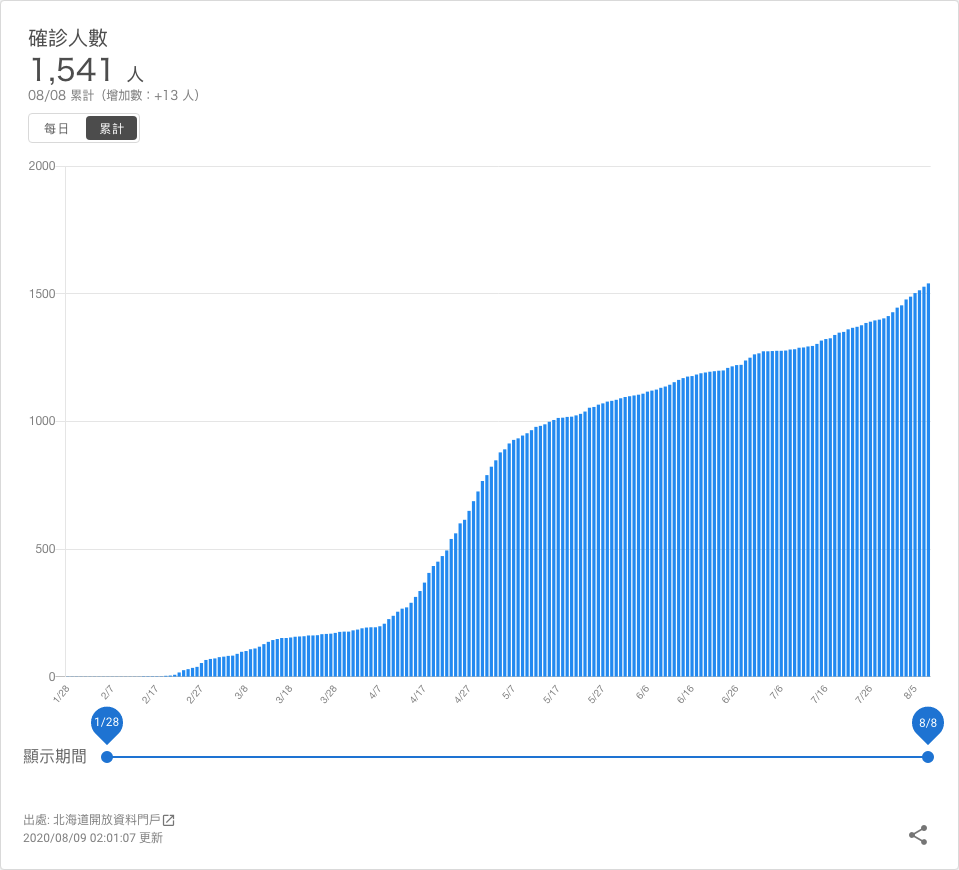 確診人數
1,541 人
08/08 累計（增加數：+13 人）
每日 累計
2000
1500
1000
500
0
1/28 2/7 2/17 2/27 3/8 3/18 3/28 4/7 4/17 4/27 5/7 5/17 5/27 6/6 6/16 6/26 7/6 7/16 7/26 8/5
1/28 8/8
顯示期間
出處: 北海道開放資料門戶
2020/08/09 02:01:07 更新